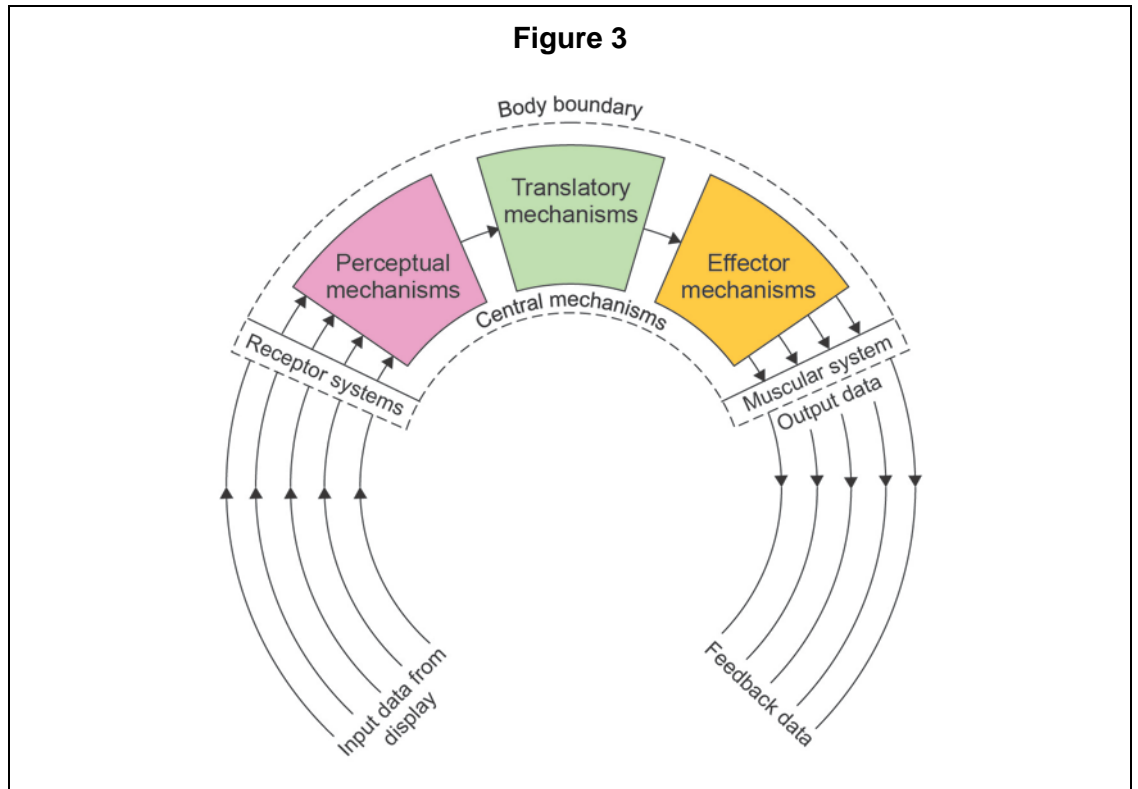 Figure 3
Body boundary
Translatory
mechanisms
Perceptual
mechanisms
Effector
mechanisms
Central mechanisms
Receptor systems
Muscular system
Output data
Input data from
display
Feedback data